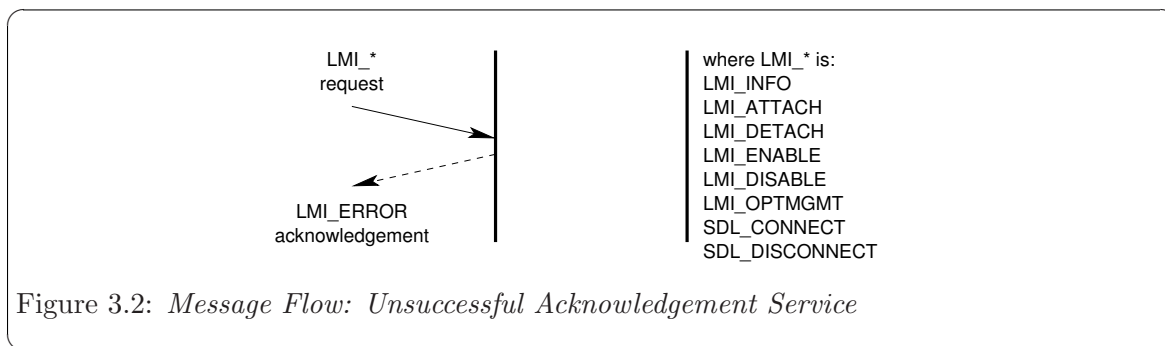 LMI_*
request
LMI_ERROR
acknowledgement
where LMI_* is:
LMI_INFO
LMI_ATTACH
LMI_DETACH
LMI_ENABLE
LMI_DISABLE
LMI_OPTMGMT
SDL_CONNECT
SDL_DISCONNECT
Figure 3.2: Message Flow: Unsuccessful Acknowledgement Service